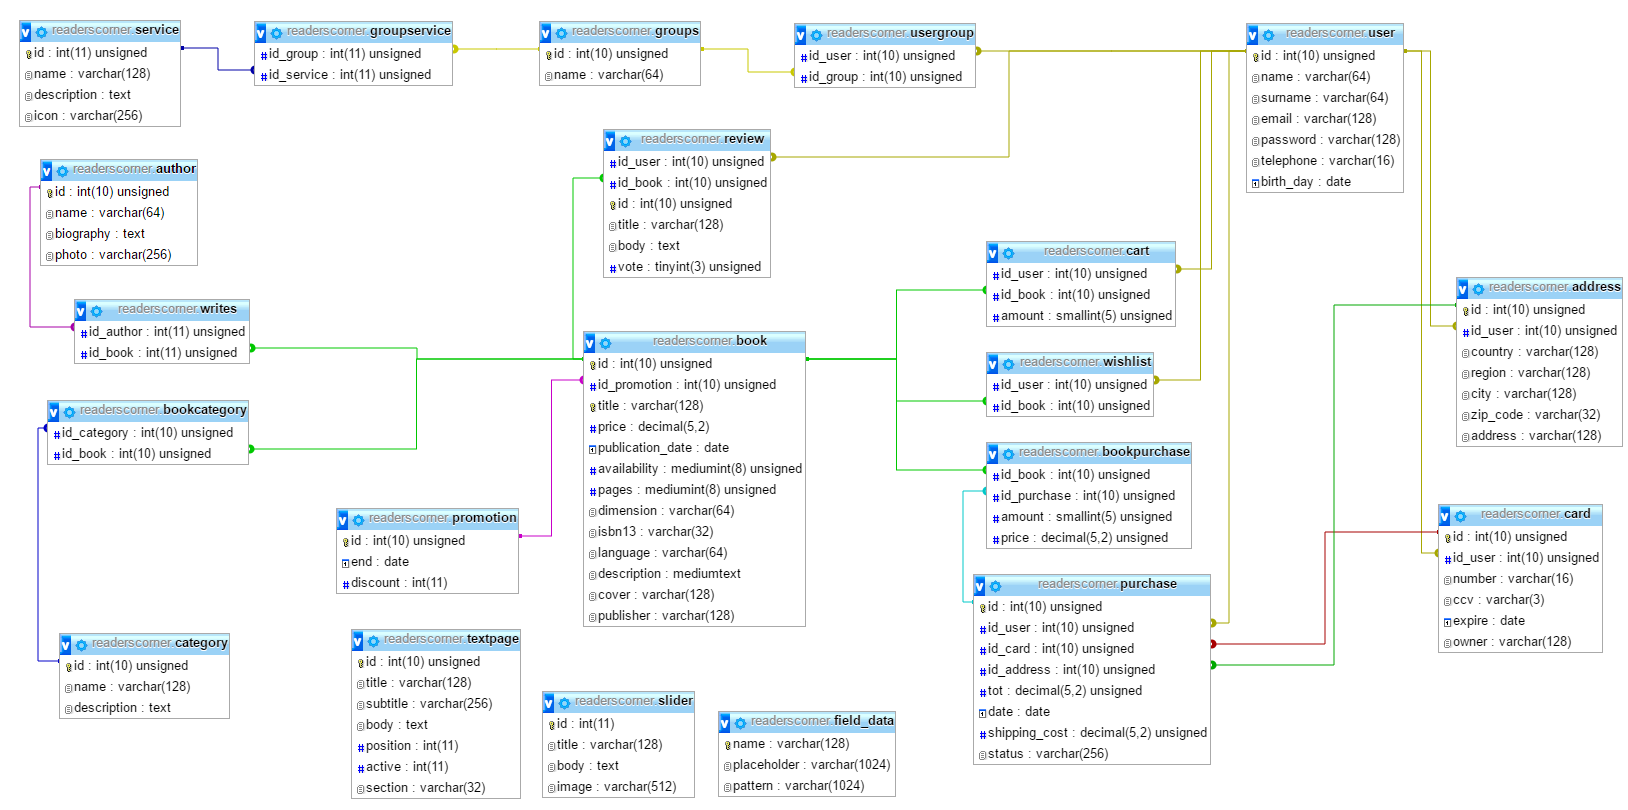 readerscorner.service
id : int(11) unsigned
name : varchar(128)
description : text
icon : varchar(256)
readerscorner.groupservice
id_group : int(11) unsigned
id_service : int(11) unsigned
readerscorner.groups
id : int(10) unsigned
name : varchar(64)
readerscorner.usergroup
id_user : int(10) unsigned
id_group : int(10) unsigned
readerscorner.user
id : int(10) unsigned
name : varchar(64)
surname : varchar(64)
email : varchar(128)
password : varchar(128)
telephone : varchar(16)
birth_day : date
readerscorner.author
id : int(10) unsigned
name : varchar(64)
biography : text
photo : varchar(256)
readerscorner.review
id_user : int(10) unsigned
id_book : int(10) unsigned
id : int(10) unsigned
title : varchar(128)
body : text
vote : tinyint(3) unsigned
readerscorner.cart
id_user : int(10) unsigned
id_book : int(10) unsigned
amount : smallint(5) unsigned
readerscorner.address
id : int(10) unsigned
id_user : int(10) unsigned
country : varchar(128)
region : varchar(128)
city : varchar(128)
zip_code : varchar(32)
address : varchar(128)
readerscorner.writes
id_author : int(11) unsigned
id_book : int(11) unsigned
readerscorner.book
id : int(10) unsigned
id_promotion : int(10) unsigned
title : varchar(128)
price : decimal(5,2)
publication_date : date
availability : mediumint(8) unsigned
pages : mediumint(8) unsigned
dimension : varchar(64)
isbn13 : varchar(32)
language : varchar(64)
description : mediumtext
cover : varchar(128)
publisher : varchar(128)
readerscorner.wishlist
id_user : int(10) unsigned
id_book : int(10) unsigned
readerscorner.bookcategory
id_category : int(10) unsigned
id_book : int(10) unsigned
readerscorner.bookpurchase
id_book : int(10) unsigned
id_purchase : int(10) unsigned
amount : smallint(5) unsigned
price : decimal(5,2) unsigned
readerscorner.promotion
id : int(10) unsigned
end : date
discount : int(11)
readerscorner.card
id : int(10) unsigned
id_user : int(10) unsigned
number : varchar(16)
ccv : varchar(3)
expire : date
owner : varchar(128)
readerscorner.purchase
id : int(10) unsigned
id_user : int(10) unsigned
id_card : int(10) unsigned
id_address : int(10) unsigned
tot : decimal(5,2) unsigned
date : date
shipping_cost : decimal(5,2) unsigned
status : varchar(256)
readerscorner.category
id : int(10) unsigned
name : varchar(128)
description : text
readerscorner.textpage
id : int(10) unsigned
title : varchar(128)
subtitle : varchar(256)
body : text
position : int(11)
active : int(11)
section : varchar(32)
readerscorner.slider
id : int(11)
title : varchar(128)
body : text
image : varchar(512)
readerscorner.field_data
name : varchar(128)
placeholder : varchar(1024)
pattern : varchar(1024)